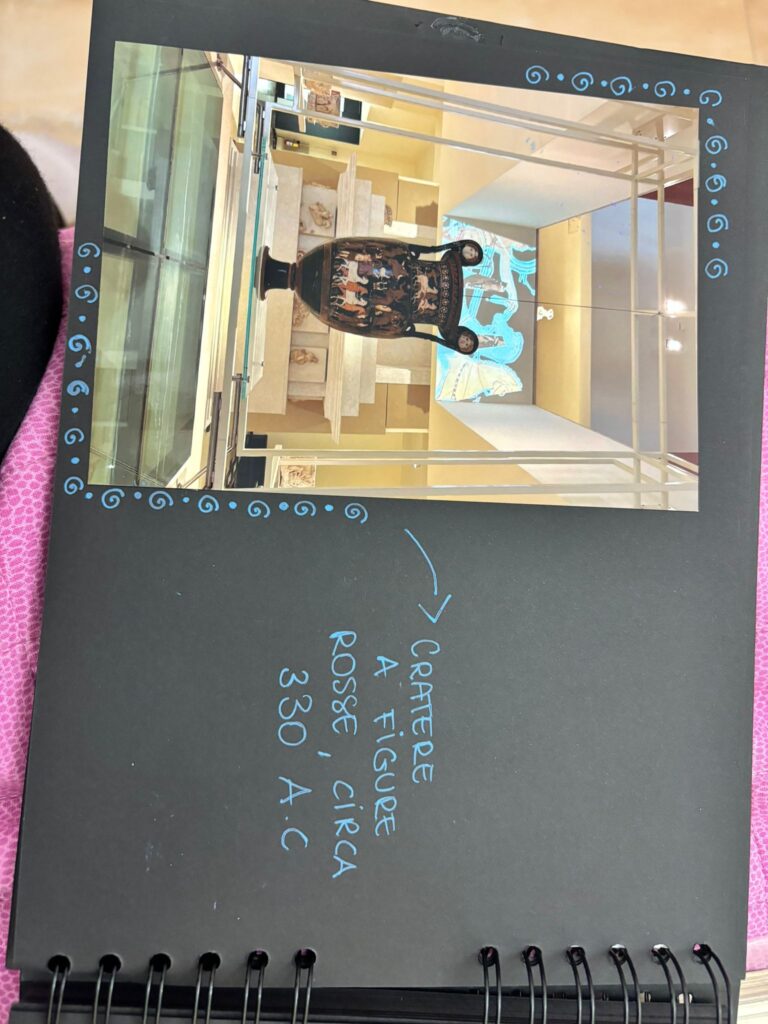 CRATERE
A FIGURE
ROSSE, CIRCA
330 A.C